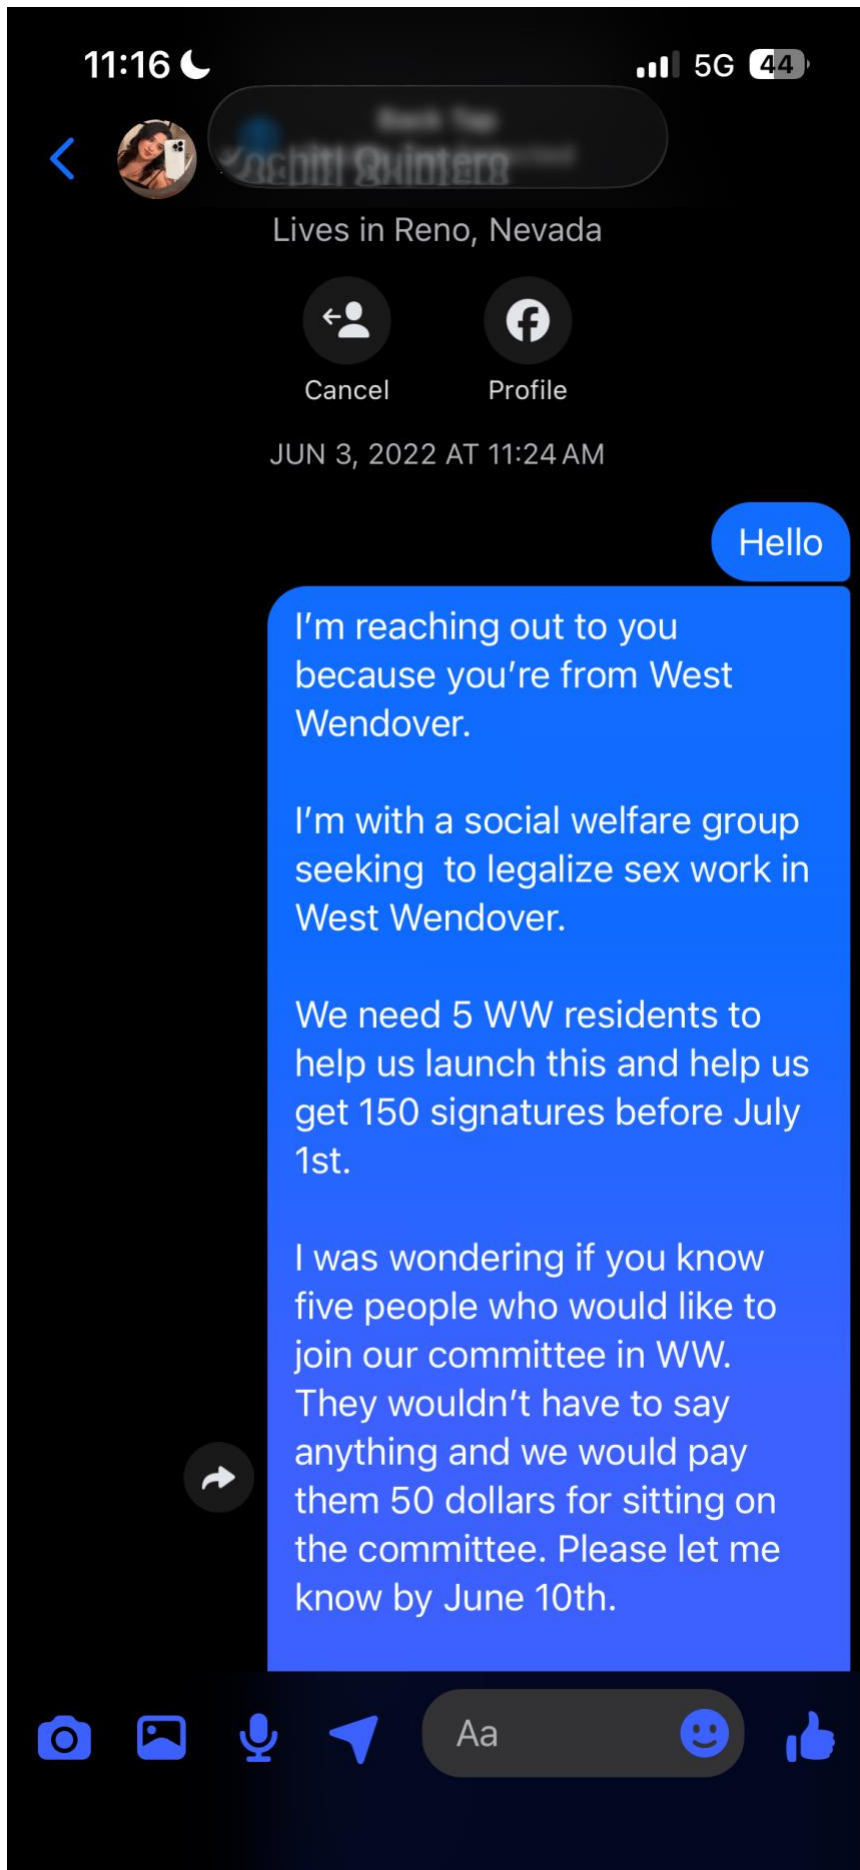 11:16
5G 44
Back Tap
Xochitl Quintero
Lives in Reno, Nevada
Cancel
Profile
JUN 3, 2022 AT 11:24 AM
Hello
I’m reaching out to you
because you’re from West
Wendover.
I’m with a social welfare group
seeking  to legalize sex work in
West Wendover.
We need 5 WW residents to
help us launch this and help us
get 150 signatures before July
1st.
I was wondering if you know
five people who would like to
join our committee in WW.
They wouldn’t have to say
anything and we would pay
them 50 dollars for sitting on
the committee. Please let me
know by June 10th.
Aa